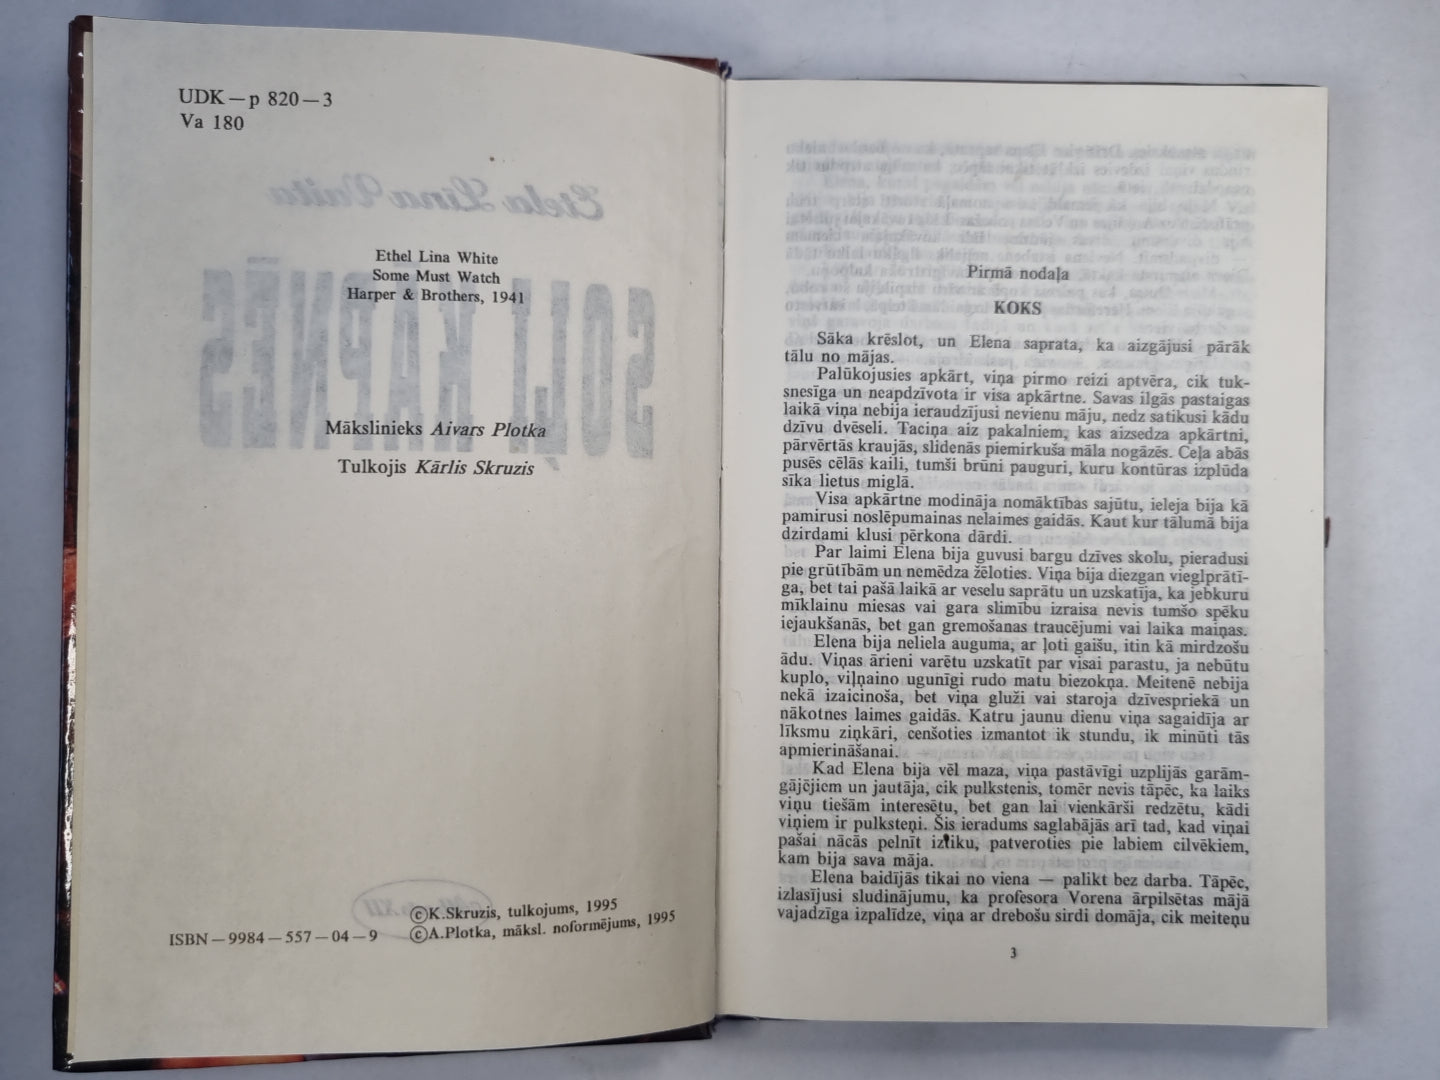 UDK — p 820 — 3
Va 180
Ethel Lina White
Some Must Watch
Harper & Brothers, 1941
Mākslinieks Aivars Plotka
Tulkojis Kārlis Skruzis
©K.Skruzis, tulkojums, 1995
ISBN — 9984 — 557 — 04 — 9
©A.Plotka, māksl. noformējums, 1995
Pirmā nodaļa
KOKS
Sāka krēslot, un Elena saprata, ka aizgājusi pārāk
tālu no mājas.
Palūkojusies apkārt, viņa pirmo reizi aptvēra, cik tuk-
snesīga un neapdzīvota ir visa apkārtne. Savas ilgās pastaigas
laikā viņa nebija ieraudzījusi nevienu māju, nedz satikusi kādu
dzīvu dvēseli. Taciņa aiz pakalniem, kas aizsedza apkārtni,
pārvērtās kraujās, slidenās piemirkuša māla nogāzēs. Ceļa abās
pusēs cēlās kaili, tumši brūni pauguri, kuru kontūras izplūda
sīka lietus miglā.
Visa apkārtne modināja nomāktības sajūtu, ieleja bija kā
pamirusi noslēpumainas nelaimes gaidās. Kaut kur tālumā bija
dzirdami klusi pērkona dārdi.
Par laimi Elena bija guvusi bargu dzīves skolu, pieradusi
pie grūtībām un nemēdza žēloties. Viņa bija diezgan vieglprātī-
ga, bet tai pašā laikā ar veselu saprātu un uzskatīja, ka jebkuru
mīklainu miesas vai gara slimību izraisa nevis tumšo spēku
iejaukšanās, bet gan gremošanas traucējumi vai laika maiņas.
Elena bija neliela auguma, ar ļoti gaišu, itin kā mirdzošu
ādu. Viņas ārieni varētu uzskatīt par visai parastu, ja nebūtu
kuplo, viļņaino ugunīgi rudo matu biezokņa. Meitenē nebija
nekā izaicinoša, bet viņa gluži vai staroja dzīvespriekā un
nākotnes laimes gaidās. Katru jaunu dienu viņa sagaidīja ar
līksmu ziņkāri, cenšoties izmantot ik stundu, ik minūti tās
apmierināšanai.
Kad Elena bija vēl maza, viņa pastāvīgi uzplijās garām-
gājējiem un jautāja, cik pulkstenis, tomēr nevis tāpēc, ka laiks
viņu tiešām interesētu, bet gan lai vienkārši redzētu, kādi
viņiem ir pulksteņi. Šis ieradums saglabājās arī tad, kad viņai
pašai nācās pelnīt iztiku, patveroties pie labiem cilvēkiem,
kam bija sava māja.
Elena baidījās tikai no viena — palikt bez darba. Tāpēc,
izlasījusi sludinājumu, ka profesora Vorena ārpilsētas mājā
vajadzīga izpalīdze, viņa ar drebošu sirdi domāja, cik meiteņu
3